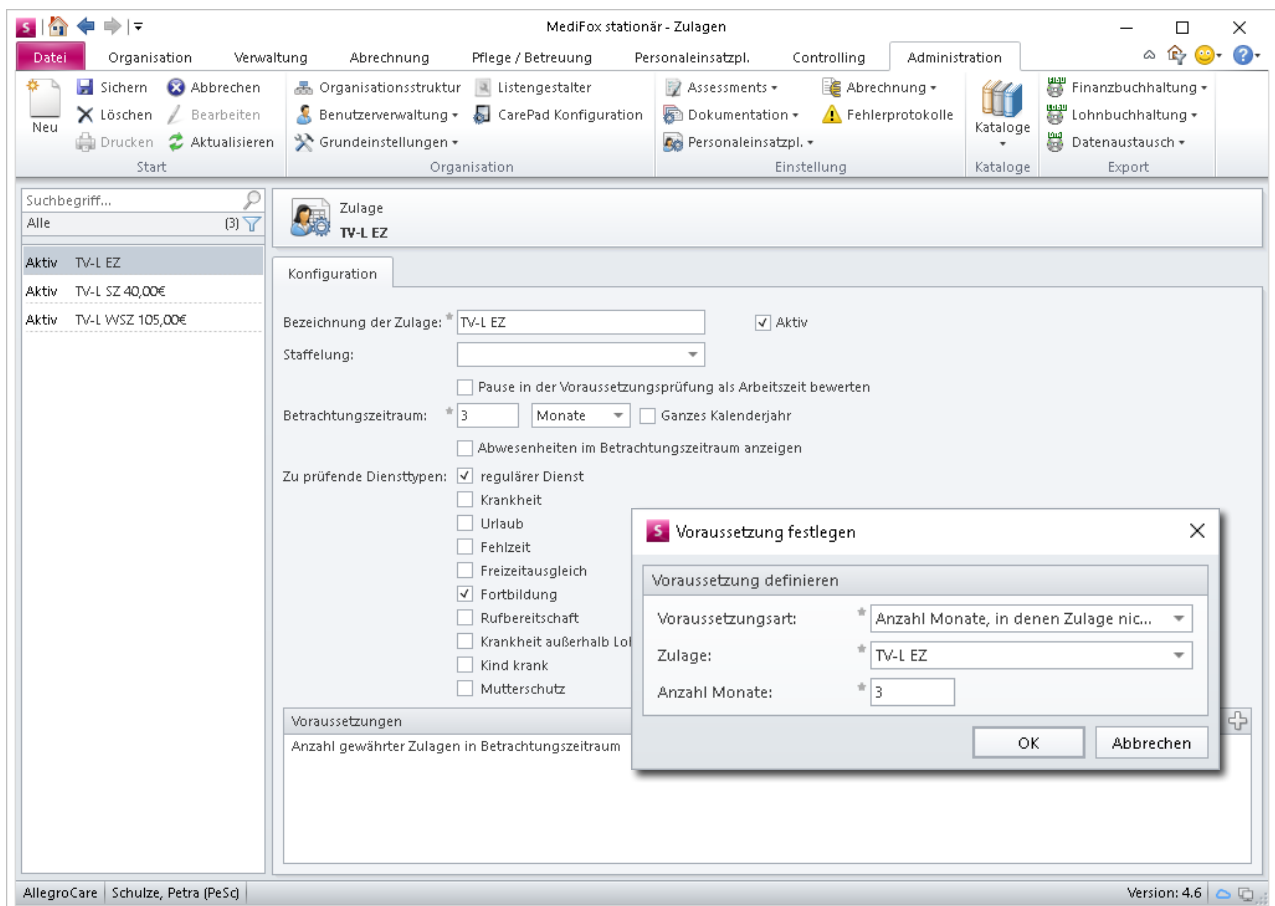 MediFox stationär - Zulagen
Datei Organisation Verwaltung Abrechnung Pflege / Betreuung Personaleinsatzpl. Controlling Administration
Neu
Sichern Abbrechen
Löschen Bearbeiten
Drucken Aktualisieren
Start
Organisationsstruktur Listengestalter
Benutzerverwaltung CarePad Konfiguration
Grundeinstellungen
Organisation
Assessments Abrechnung
Dokumentation Fehlerprotokolle
Personaleinsatzpl.
Einstellung
Kataloge
Kataloge
Finanzbuchhaltung
Lohnbuchhaltung
Datenaustausch
Export
Suchbegriff...
Alle (3)
Aktiv TV-L EZ
Aktiv TV-L SZ 40,00€
Aktiv TV-L WSZ 105,00€
Zulage
TV-L EZ
Konfiguration
Bezeichnung der Zulage: * TV-L EZ Aktiv
Staffelung:
Pause in der Voraussetzungsprüfung als Arbeitszeit bewerten
Betrachtungszeitraum: * 3 Monate Ganzes Kalenderjahr
Abwesenheiten im Betrachtungszeitraum anzeigen
Zu prüfende Diensttypen: regulärer Dienst
Krankheit
Urlaub
Fehlzeit
Freizeitausgleich
Fortbildung
Rufbereitschaft
Krankheit außerhalb Lo
Kind krank
Mutterschutz
Voraussetzungen
Anzahl gewährter Zulagen in Betrachtungszeitraum
S Voraussetzung festlegen
Voraussetzung definieren
Voraussetzungsart: * Anzahl Monate, in denen Zulage nic...
Zulage: * TV-L EZ
Anzahl Monate: * 3
OK Abbrechen
AllegroCare Schulze, Petra (PeSc) Version: 4.6